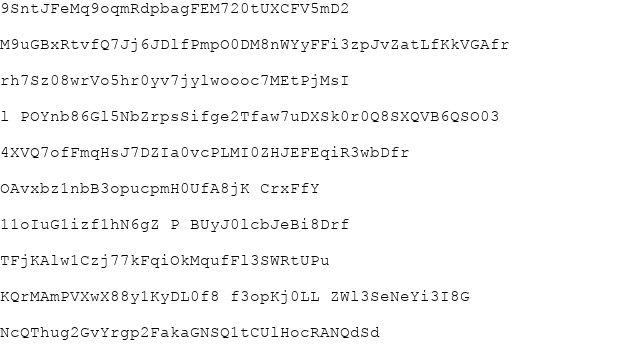 9SntJFeMq9oqmRdpbagFEM720tUXCFV5mD2
M9uGBxRtvfQ7Jj6JDlfPmpO0DM8nWYyFFi3zpJvZatLfKkVGAfr
rh7Sz08wrVo5hr0yv7jylwoooc7MEtPjMsI
l POYnb86Gl5NbZrpsSifge2Tfaw7uDXSk0r0Q8SXQVB6QSO03
4XVQ7ofFmqHsJ7DZIa0vcPLMI0ZHJEFEqiR3wbDfr
OAvxbz1nbB3opucpmH0UfA8jK CrxFfY
11oIuG1izf1hN6gZ P BUyJ0lcbJeBi8Drf
TFjKAlw1Czj77kFqiOkMqufFl3SWRtUPu
KQrMAmPVXwX88y1KyDL0f8 f3opKj0LL ZWl3SeNeYi3I8G
NcQThug2GvYrgp2FakaGNSQ1tCUlHocRANQdSd